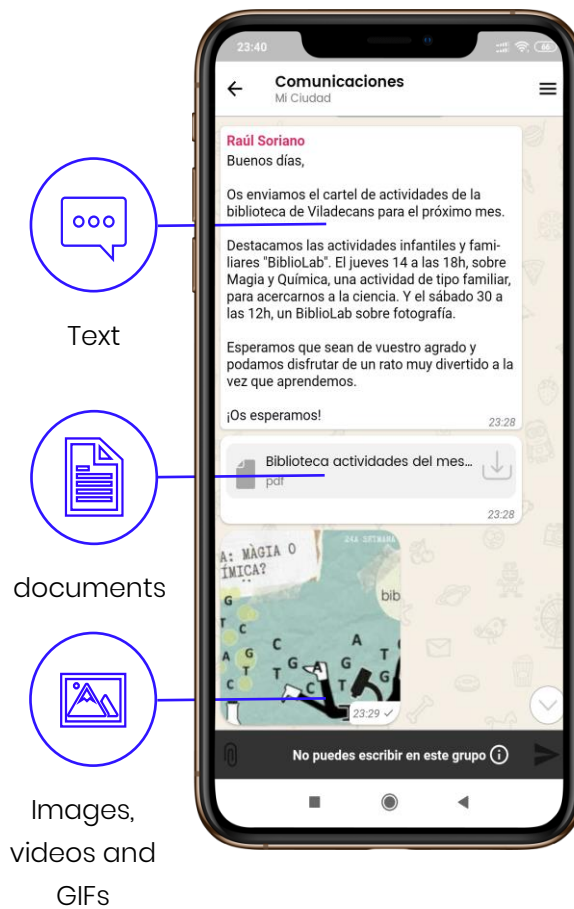 23:40
66
Comunicaciones
Mi Ciudad
Raúl Soriano
Buenos días,
Os enviamos el cartel de actividades de la
biblioteca de Viladecans para el próximo mes.
Destacamos las actividades infantiles y fami-
liares "BiblioLab". El jueves 14 a las 18h, sobre
Magia y Química, una actividad de tipo familiar,
para acercarnos a la ciencia. Y el sábado 30 a
las 12h, un BiblioLab sobre fotografía.
Esperamos que sean de vuestro agrado y
podamos disfrutar de un rato muy divertido a la
vez que aprendemos.
¡Os esperamos!
23:28
Biblioteca actividades del mes...
pdf
23:28
24A SETMANA
A: MÀGIA O
ÍMICA?
bib
G
T C
A G C A T
C T T G A G T G
C T G
C
23:29
No puedes escribir en este grupo
Text
documents
Images,
videos and
GIFs